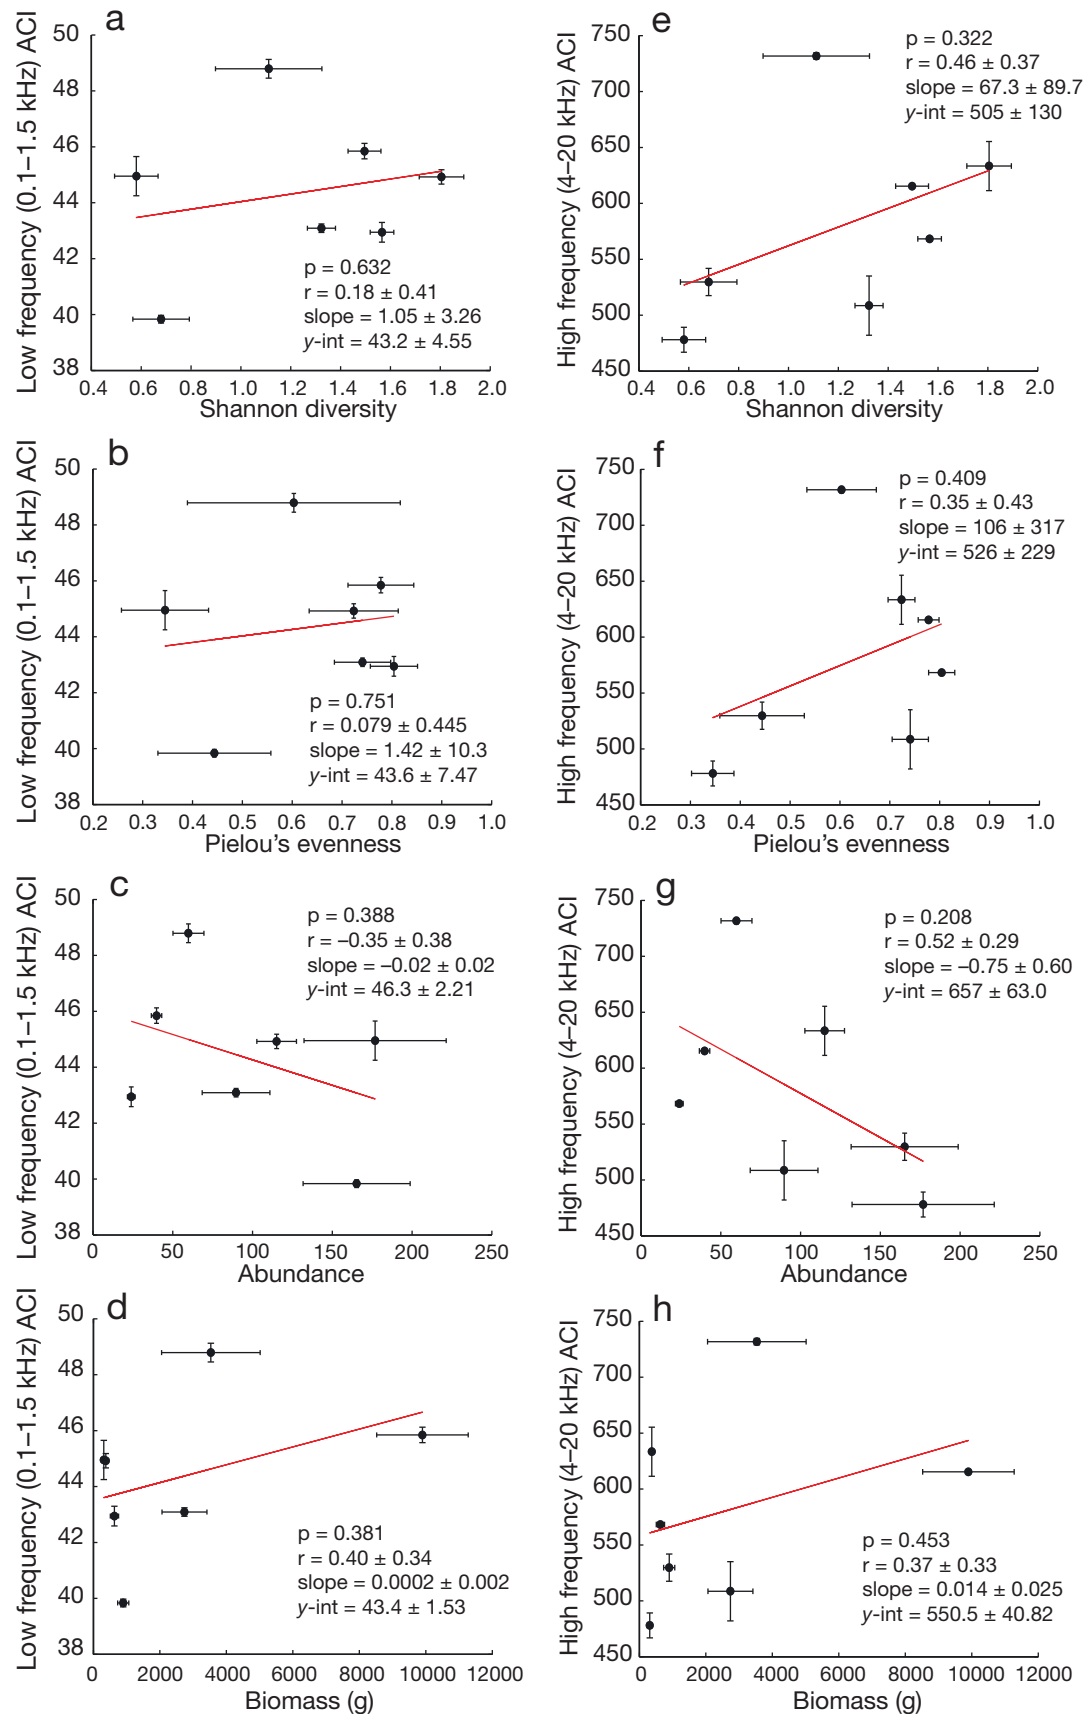 a
Low frequency (0.1–1.5 kHz) ACI
50
48
46
44
42
40
38
p = 0.632
r = 0.18 ± 0.41
slope = 1.05 ± 3.26
y-int = 43.2 ± 4.55
0.4 0.6 0.8 1.0 1.2 1.4 1.6 1.8 2.0
Shannon diversity
e
High frequency (4–20 kHz) ACI
750
700
650
600
550
500
450
p = 0.322
r = 0.46 ± 0.37
slope = 67.3 ± 89.7
y-int = 505 ± 130
0.4 0.6 0.8 1.0 1.2 1.4 1.6 1.8 2.0
Shannon diversity
b
Low frequency (0.1–1.5 kHz) ACI
50
48
46
44
42
40
38
p = 0.751
r = 0.079 ± 0.445
slope = 1.42 ± 10.3
y-int = 43.6 ± 7.47
0.2 0.3 0.4 0.5 0.6 0.7 0.8 0.9 1.0
Pielou's evenness
f
High frequency (4–20 kHz) ACI
750
700
650
600
550
500
450
p = 0.409
r = 0.35 ± 0.43
slope = 106 ± 317
y-int = 526 ± 229
0.2 0.3 0.4 0.5 0.6 0.7 0.8 0.9 1.0
Pielou's evenness
c
Low frequency (0.1–1.5 kHz) ACI
50
48
46
44
42
40
38
p = 0.388
r = –0.35 ± 0.38
slope = –0.02 ± 0.02
y-int = 46.3 ± 2.21
0 50 100 150 200 250
Abundance
g
High frequency (4–20 kHz) ACI
750
700
650
600
550
500
450
p = 0.208
r = 0.52 ± 0.29
slope = –0.75 ± 0.60
y-int = 657 ± 63.0
0 50 100 150 200 250
Abundance
d
Low frequency (0.1–1.5 kHz) ACI
50
48
46
44
42
40
38
p = 0.381
r = 0.40 ± 0.34
slope = 0.0002 ± 0.002
y-int = 43.4 ± 1.53
0 2000 4000 6000 8000 10000 12000
Biomass (g)
h
High frequency (4–20 kHz) ACI
750
700
650
600
550
500
450
p = 0.453
r = 0.37 ± 0.33
slope = 0.014 ± 0.025
y-int = 550.5 ± 40.82
0 2000 4000 6000 8000 10000 12000
Biomass (g)